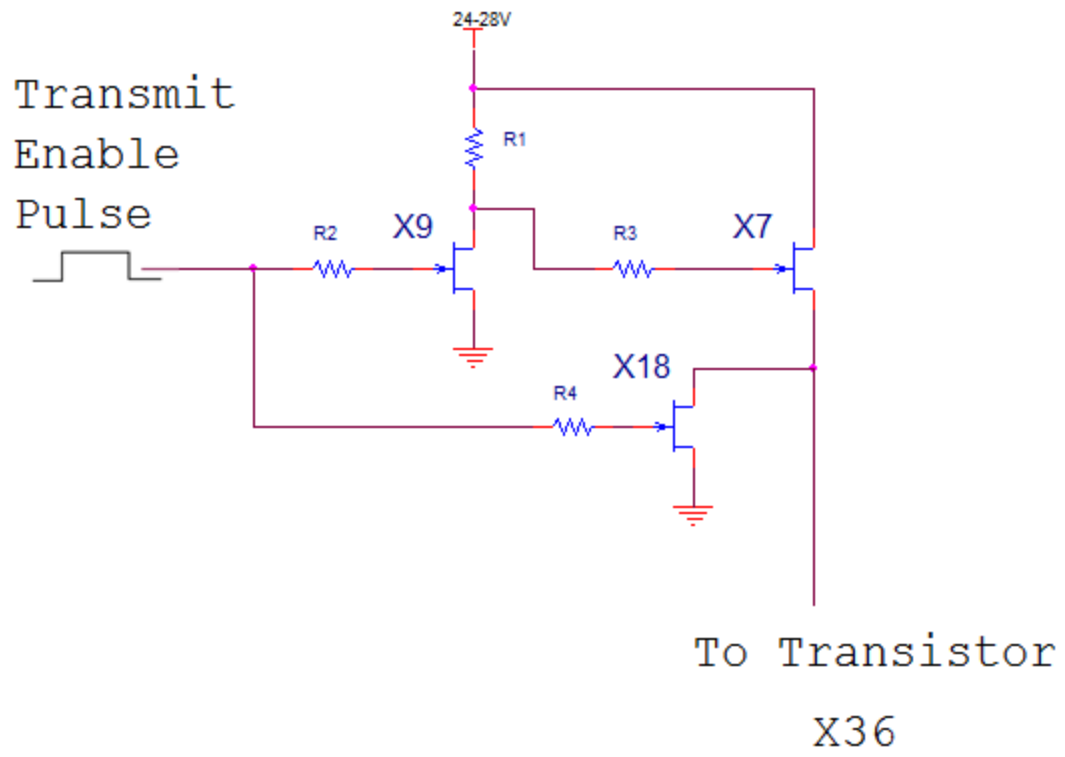 24-28V
Transmit
Enable
Pulse
R1
R2
X9
R3
X7
X18
R4
To Transistor
X36